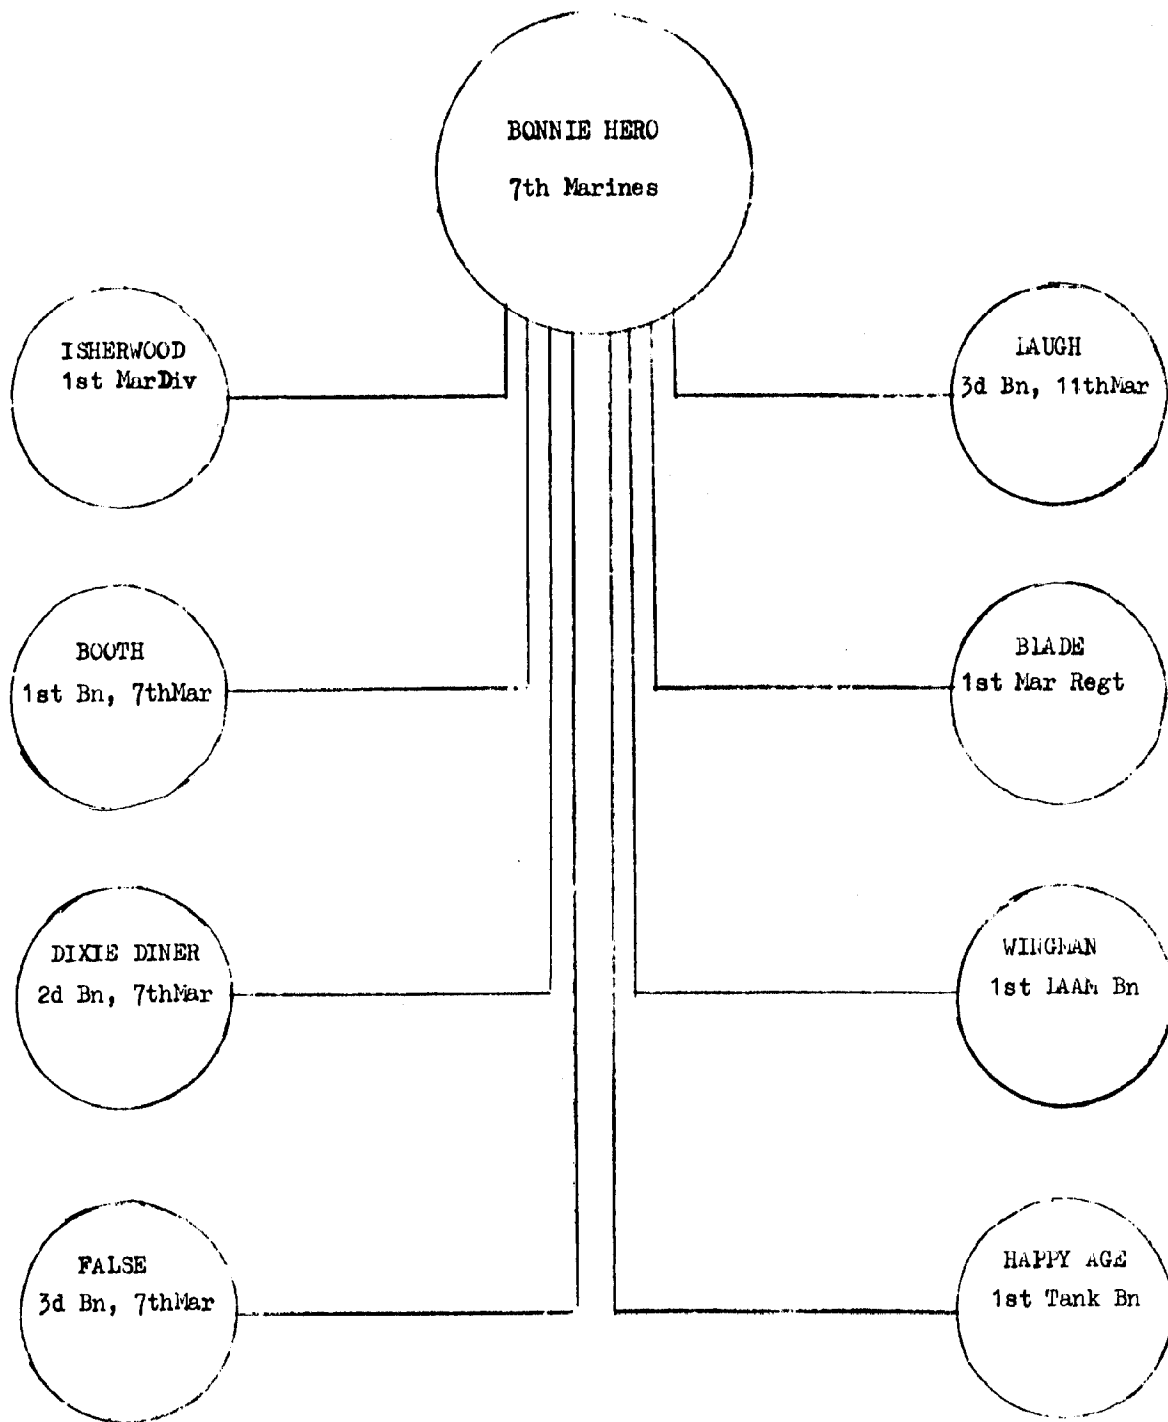 BONNIE HERO
7th Marines
ISHERWOOD
1st MarDiv
LAUGH
3d Bn, 11thMar
BOOTH
1st Bn, 7thMar
BLADE
1st Mar Regt
DIXIE DINER
2d Bn, 7thMar
WINGMAN
1st LAAM Bn
FALSE
3d Bn, 7thMar
HAPPY AGE
1st Tank Bn